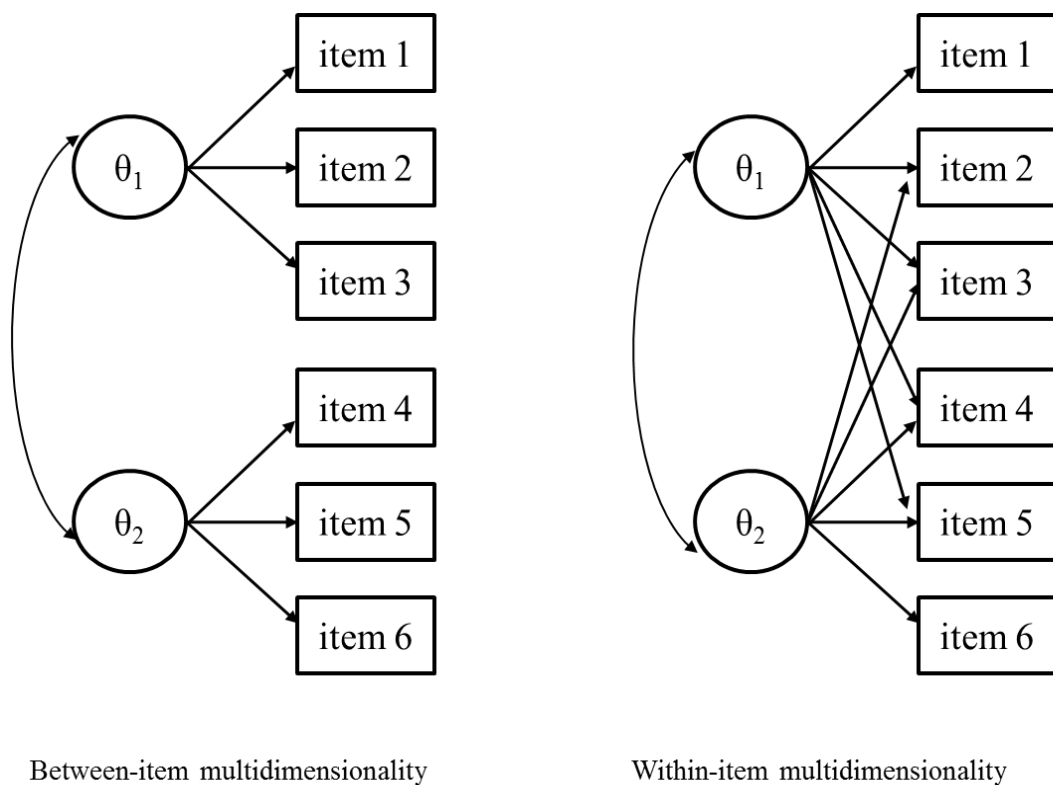 item 1
item 2
θ1
item 3
item 4
θ2
item 5
item 6
Between-item multidimensionality
item 1
item 2
θ1
item 3
item 4
θ2
item 5
item 6
Within-item multidimensionality